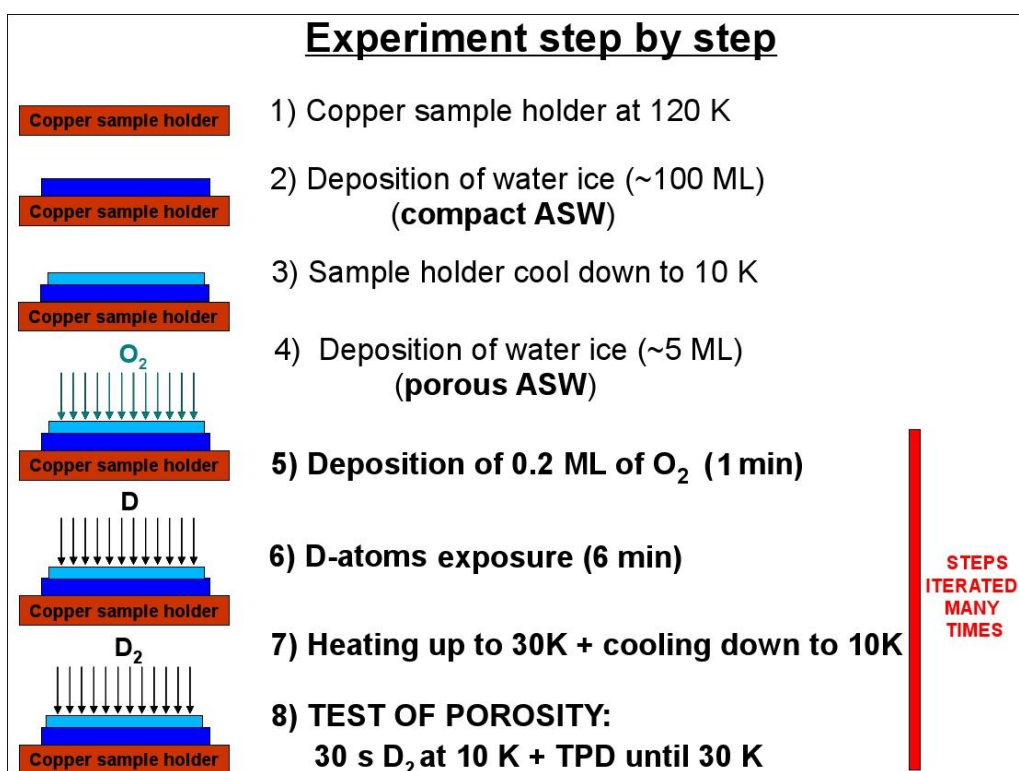 Experiment step by step
Copper sample holder
1) Copper sample holder at 120 K
Copper sample holder
2) Deposition of water ice (~100 ML)
(compact ASW)
Copper sample holder
3) Sample holder cool down to 10 K
O₂
Copper sample holder
4) Deposition of water ice (~5 ML)
(porous ASW)
5) Deposition of 0.2 ML of O₂ (1 min)
D
Copper sample holder
6) D-atoms exposure (6 min)
STEPS
ITERATED
MANY
TIMES
7) Heating up to 30K + cooling down to 10K
D₂
Copper sample holder
8) TEST OF POROSITY:
30 s D₂ at 10 K + TPD until 30 K